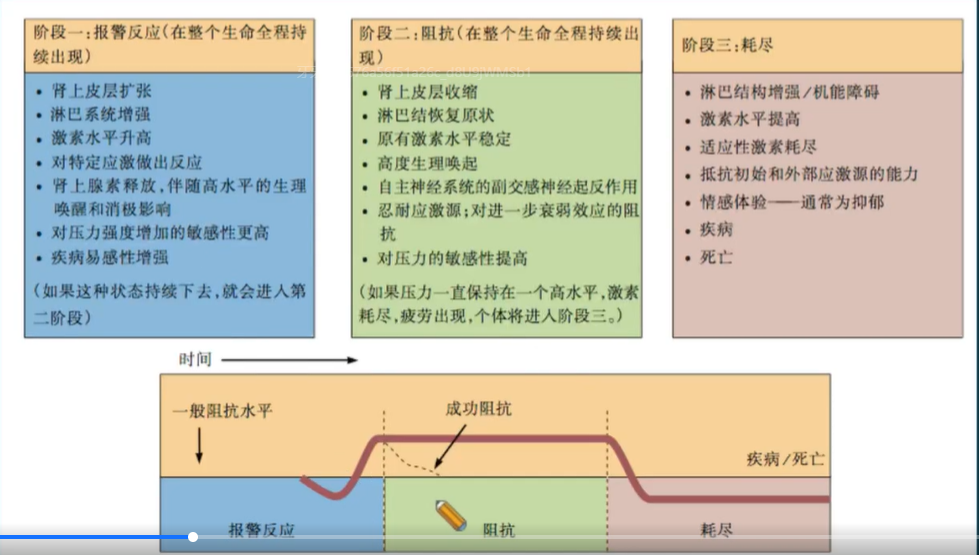 阶段一:报警反应(在整个生命全程持
续出现)
• 肾上皮层扩张
• 淋巴系统增强
• 激素水平升高
• 对特定应激做出反应
• 肾上腺素释放,伴随高水平的生理
唤醒和消极影响
• 对压力强度增加的敏感性更高
• 疾病易感性增强
(如果这种状态持续下去,就会进入第
二阶段)
阶段二:阻抗(在整个生命全程持续出
现)
• 肾上皮层收缩
• 淋巴结恢复原状
• 原有激素水平稳定
• 高度生理唤起
• 自主神经系统的副交感神经起反作用
• 忍耐应激源;对进一步衰弱效应的阻
抗
• 对压力的敏感性提高
(如果压力一直保持在一个高水平,激素
耗尽,疲劳出现,个体将进入阶段三。)
阶段三:耗尽
• 淋巴结构增强/机能障碍
• 激素水平提高
• 适应性激素耗尽
• 抵抗初始和外部应激源的能力
• 情感体验——通常为抑郁
• 疾病
• 死亡
时间
一般阻抗水平
成功阻抗
疾病/死亡
报警反应
阻抗
耗尽